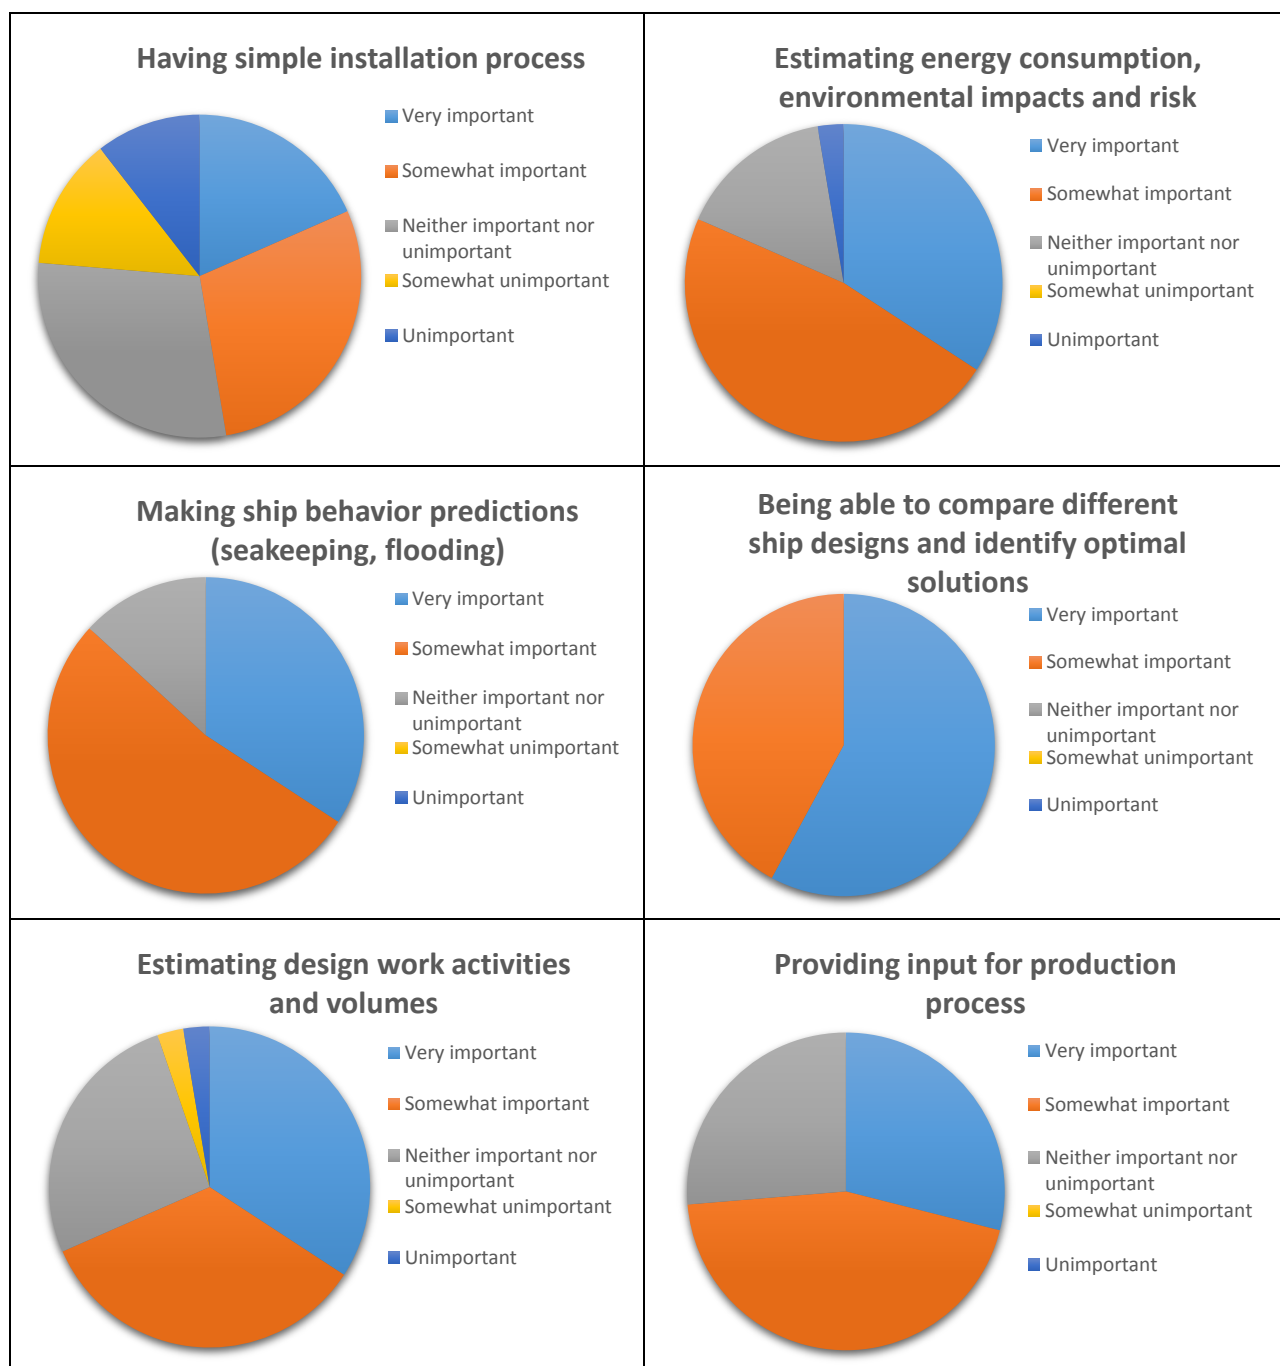 Having simple installation process
Very important
Somewhat important
Neither important nor
unimportant
Somewhat unimportant
Unimportant
Estimating energy consumption,
environmental impacts and risk
Very important
Somewhat important
Neither important nor
unimportant
Somewhat unimportant
Unimportant
Making ship behavior predictions
(seakeeping, flooding)
Very important
Somewhat important
Neither important nor
unimportant
Somewhat unimportant
Unimportant
Being able to compare different
ship designs and identify optimal
solutions
Very important
Somewhat important
Neither important nor
unimportant
Somewhat unimportant
Unimportant
Estimating design work activities
and volumes
Very important
Somewhat important
Neither important nor
unimportant
Somewhat unimportant
Unimportant
Providing input for production
process
Very important
Somewhat important
Neither important nor
unimportant
Somewhat unimportant
Unimportant